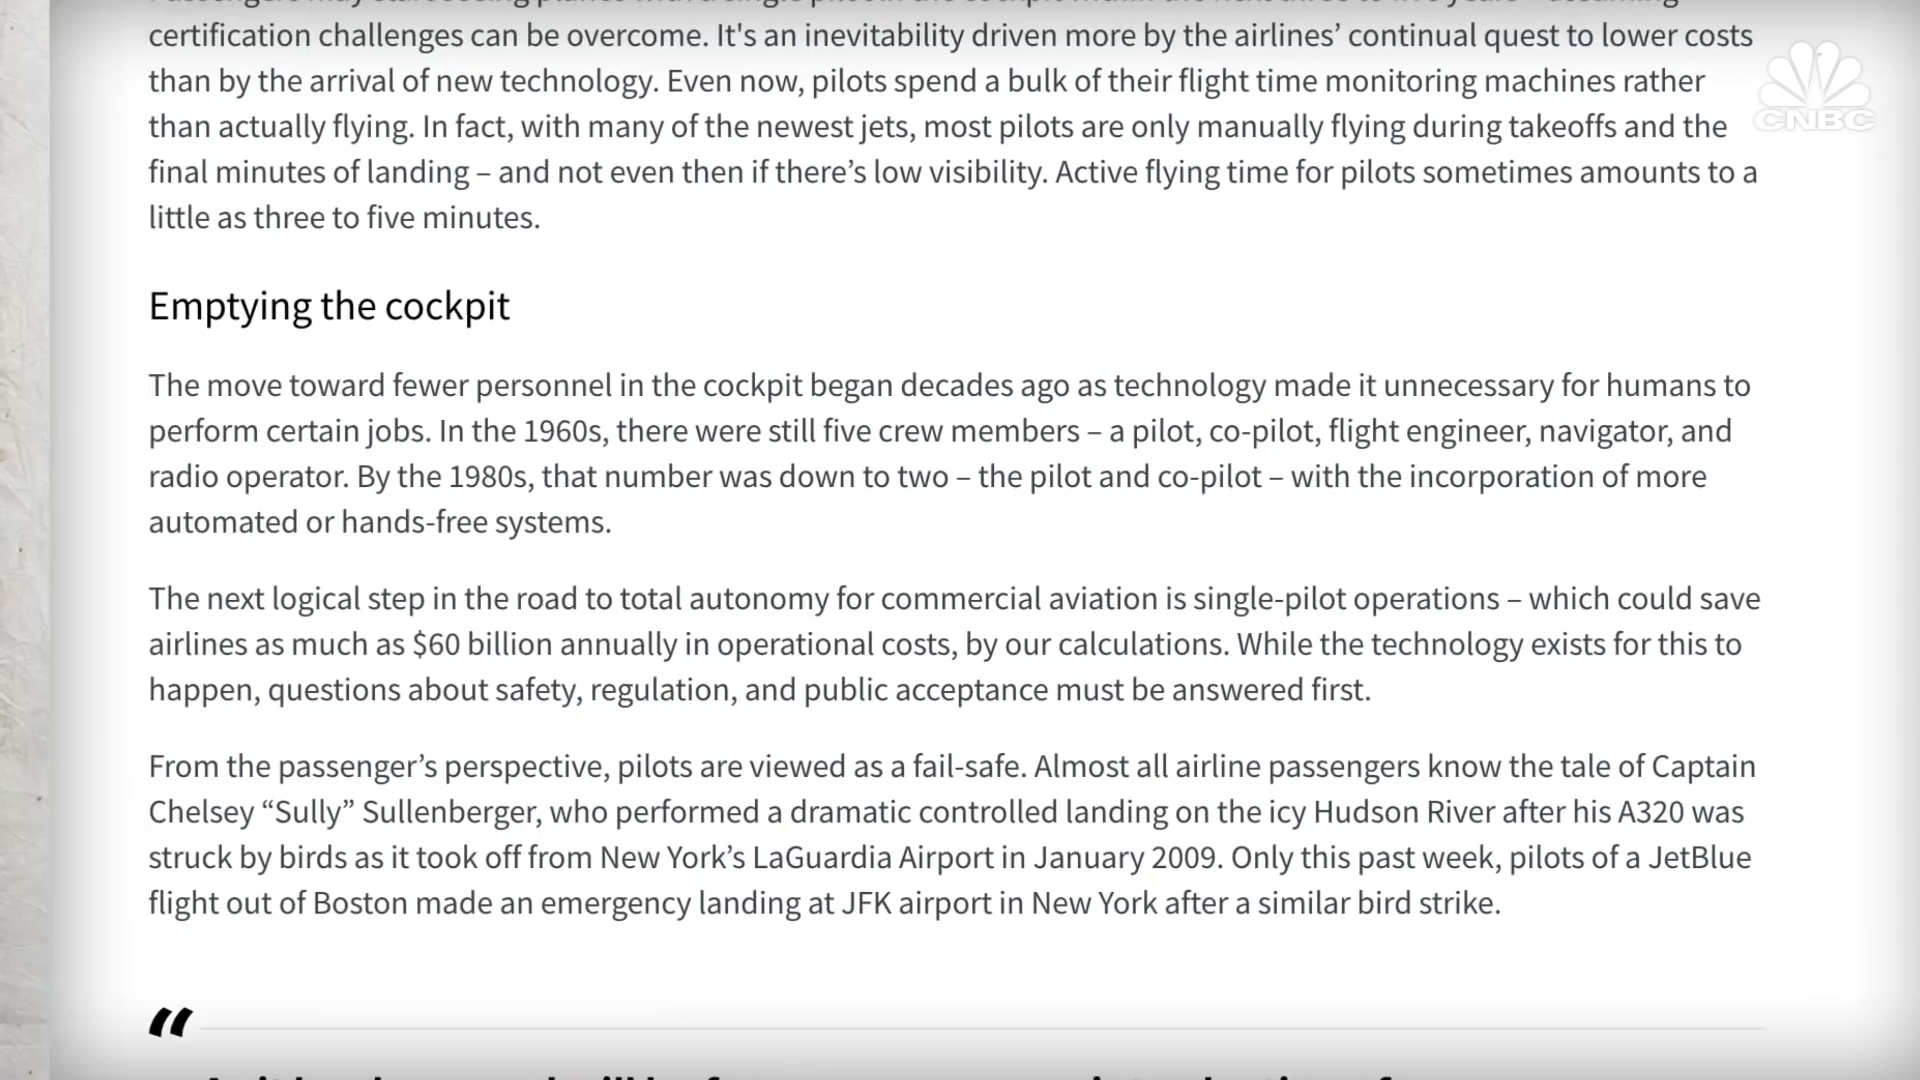 certification challenges can be overcome. It's an inevitability driven more by the airlines’ continual quest to lower costs
than by the arrival of new technology. Even now, pilots spend a bulk of their flight time monitoring machines rather
than actually flying. In fact, with many of the newest jets, most pilots are only manually flying during takeoffs and the
final minutes of landing – and not even then if there’s low visibility. Active flying time for pilots sometimes amounts to a
little as three to five minutes.
CNBC
Emptying the cockpit
The move toward fewer personnel in the cockpit began decades ago as technology made it unnecessary for humans to
perform certain jobs. In the 1960s, there were still five crew members – a pilot, co-pilot, flight engineer, navigator, and
radio operator. By the 1980s, that number was down to two – the pilot and co-pilot – with the incorporation of more
automated or hands-free systems.
The next logical step in the road to total autonomy for commercial aviation is single-pilot operations – which could save
airlines as much as $60 billion annually in operational costs, by our calculations. While the technology exists for this to
happen, questions about safety, regulation, and public acceptance must be answered first.
From the passenger’s perspective, pilots are viewed as a fail-safe. Almost all airline passengers know the tale of Captain
Chelsey “Sully” Sullenberger, who performed a dramatic controlled landing on the icy Hudson River after his A320 was
struck by birds as it took off from New York’s LaGuardia Airport in January 2009. Only this past week, pilots of a JetBlue
flight out of Boston made an emergency landing at JFK airport in New York after a similar bird strike.
“